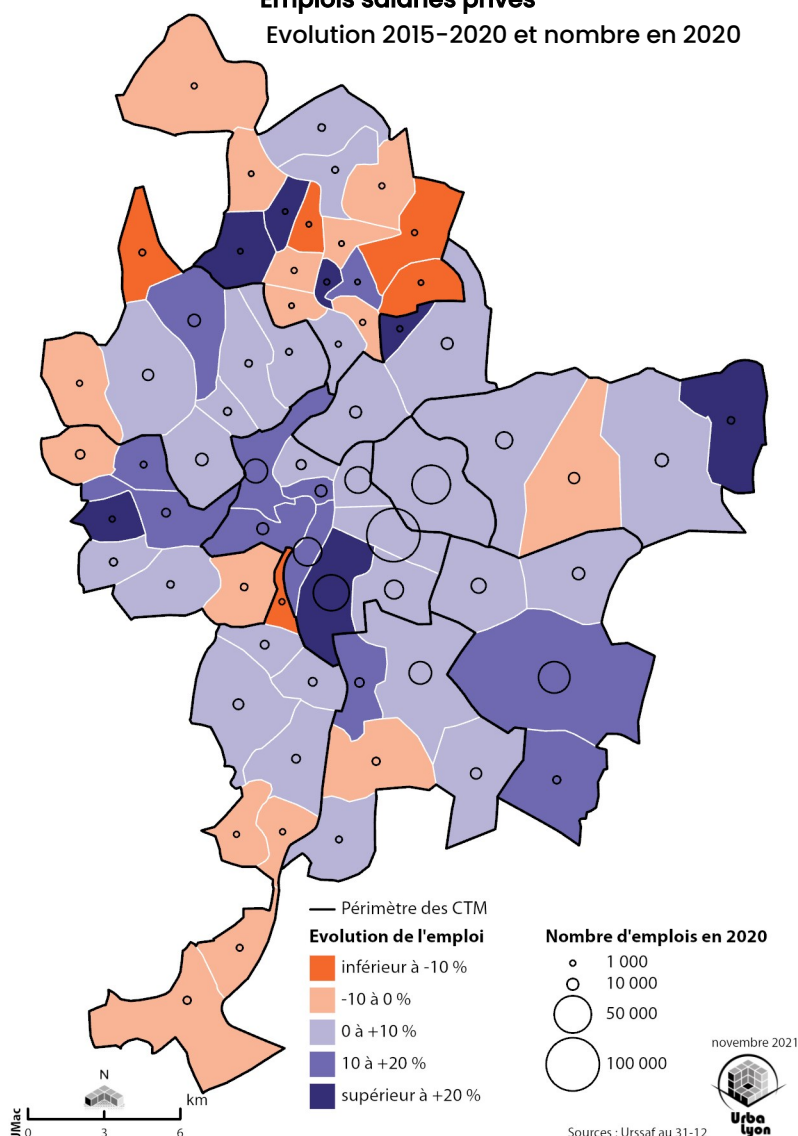 Emplois salariés privés
Evolution 2015-2020 et nombre en 2020
Périmètre des CTM
Evolution de l'emploi
inférieur à -10 %
-10 à 0 %
0 à +10 %
10 à +20 %
supérieur à +20 %
Nombre d'emplois en 2020
1 000
10 000
50 000
100 000
novembre 2021
N
km
0 3 6
UMac
Sources : Urssaf au 31-12
Urba
Lyon